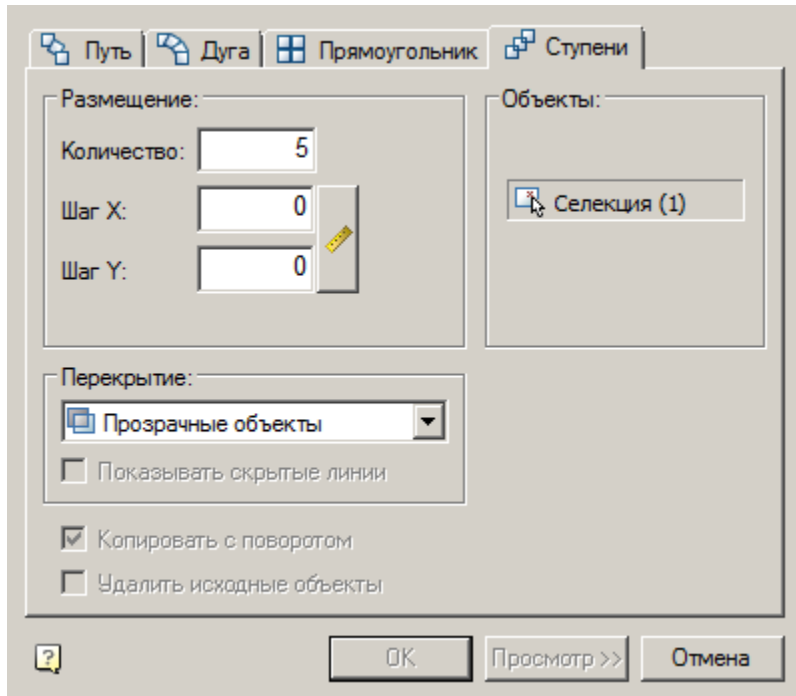 Путь Дуга Прямоугольник Ступени
Размещение:
Количество: 5
Шаг X: 0
Шаг Y: 0
Объекты:
Селекция (1)
Перекрытие:
Прозрачные объекты
Показывать скрытые линии
Копировать с поворотом
Удалить исходные объекты
? OK Просмотр >> Отмена